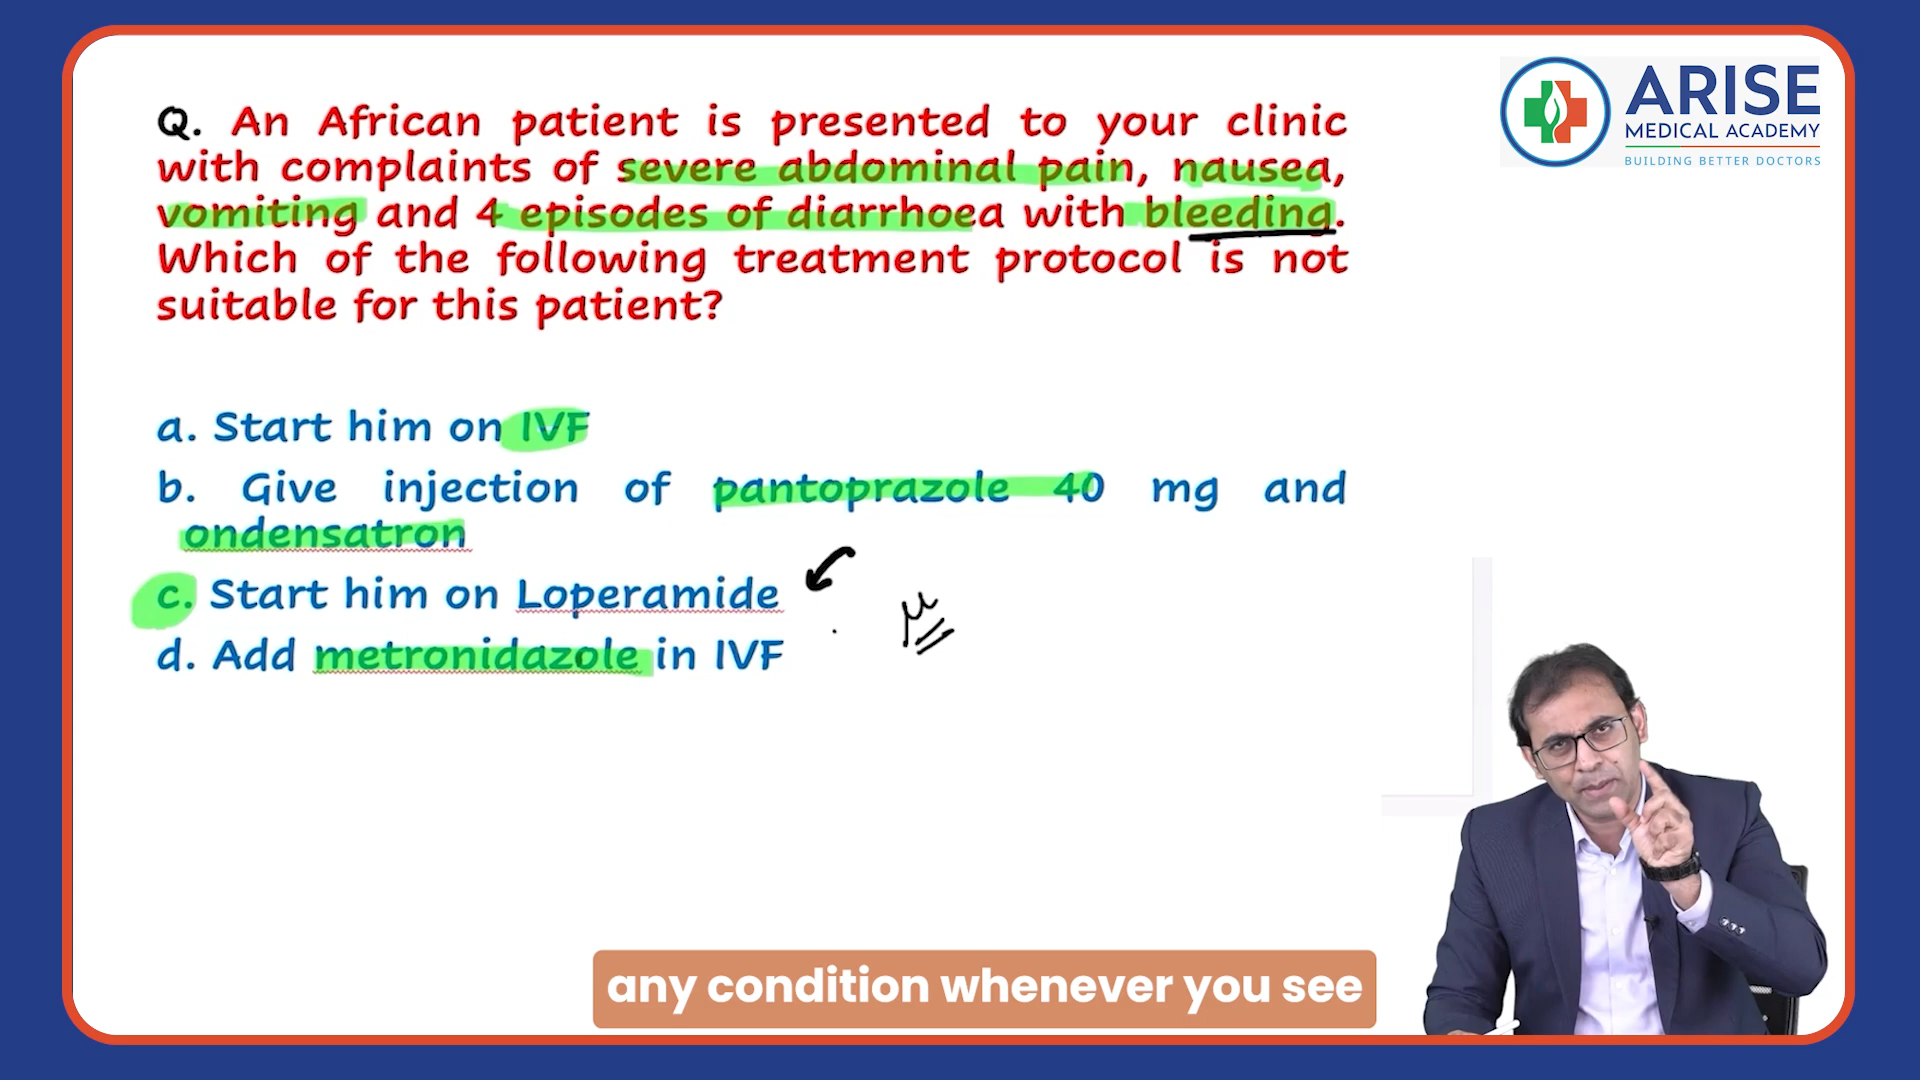 ARISE
MEDICAL ACADEMY
BUILDING BETTER DOCTORS
Q. An African patient is presented to your clinic
with complaints of severe abdominal pain, nausea,
vomiting and 4 episodes of diarrhoea with bleeding.
Which of the following treatment protocol is not
suitable for this patient?
a. Start him on IVF
b. Give injection of pantoprazole 40 mg and
ondensatron
c. Start him on Loperamide
μ
d. Add metronidazole in IVF
any condition whenever you see